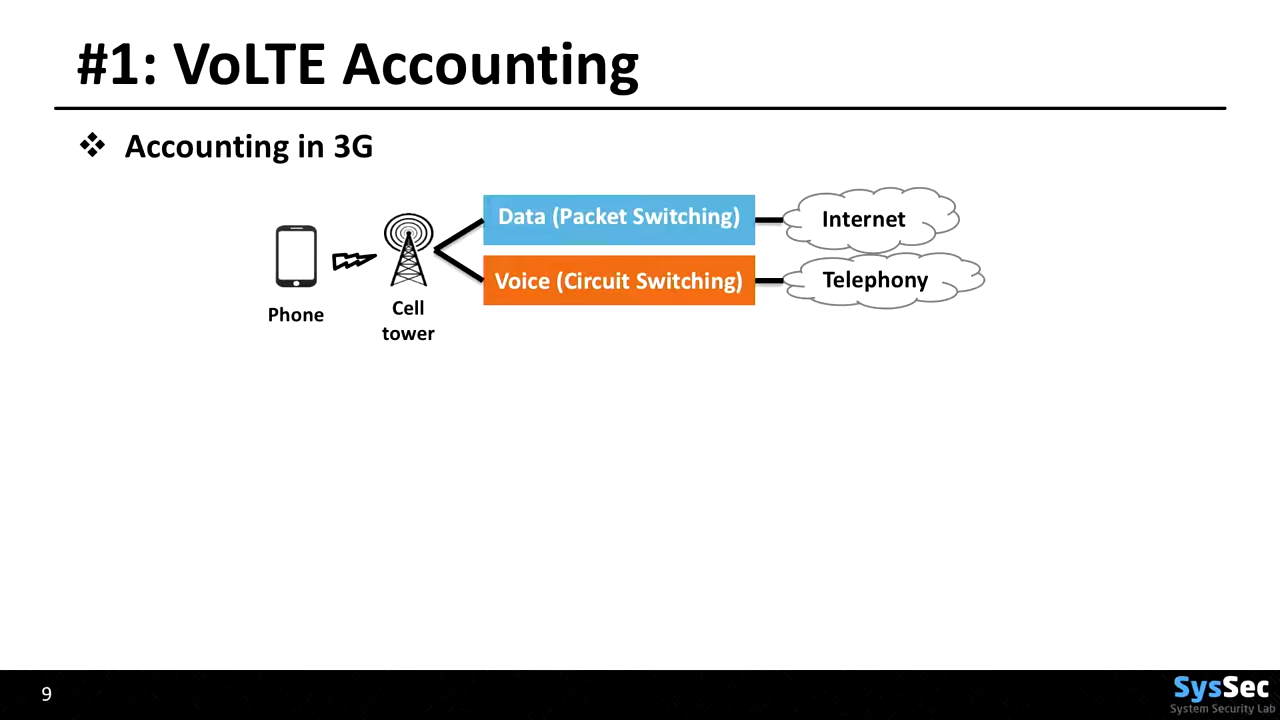 #1: VoLTE Accounting
❖ Accounting in 3G
Data (Packet Switching)
Internet
Voice (Circuit Switching)
Telephony
Phone
Cell
tower
9
SysSec
System Security Lab